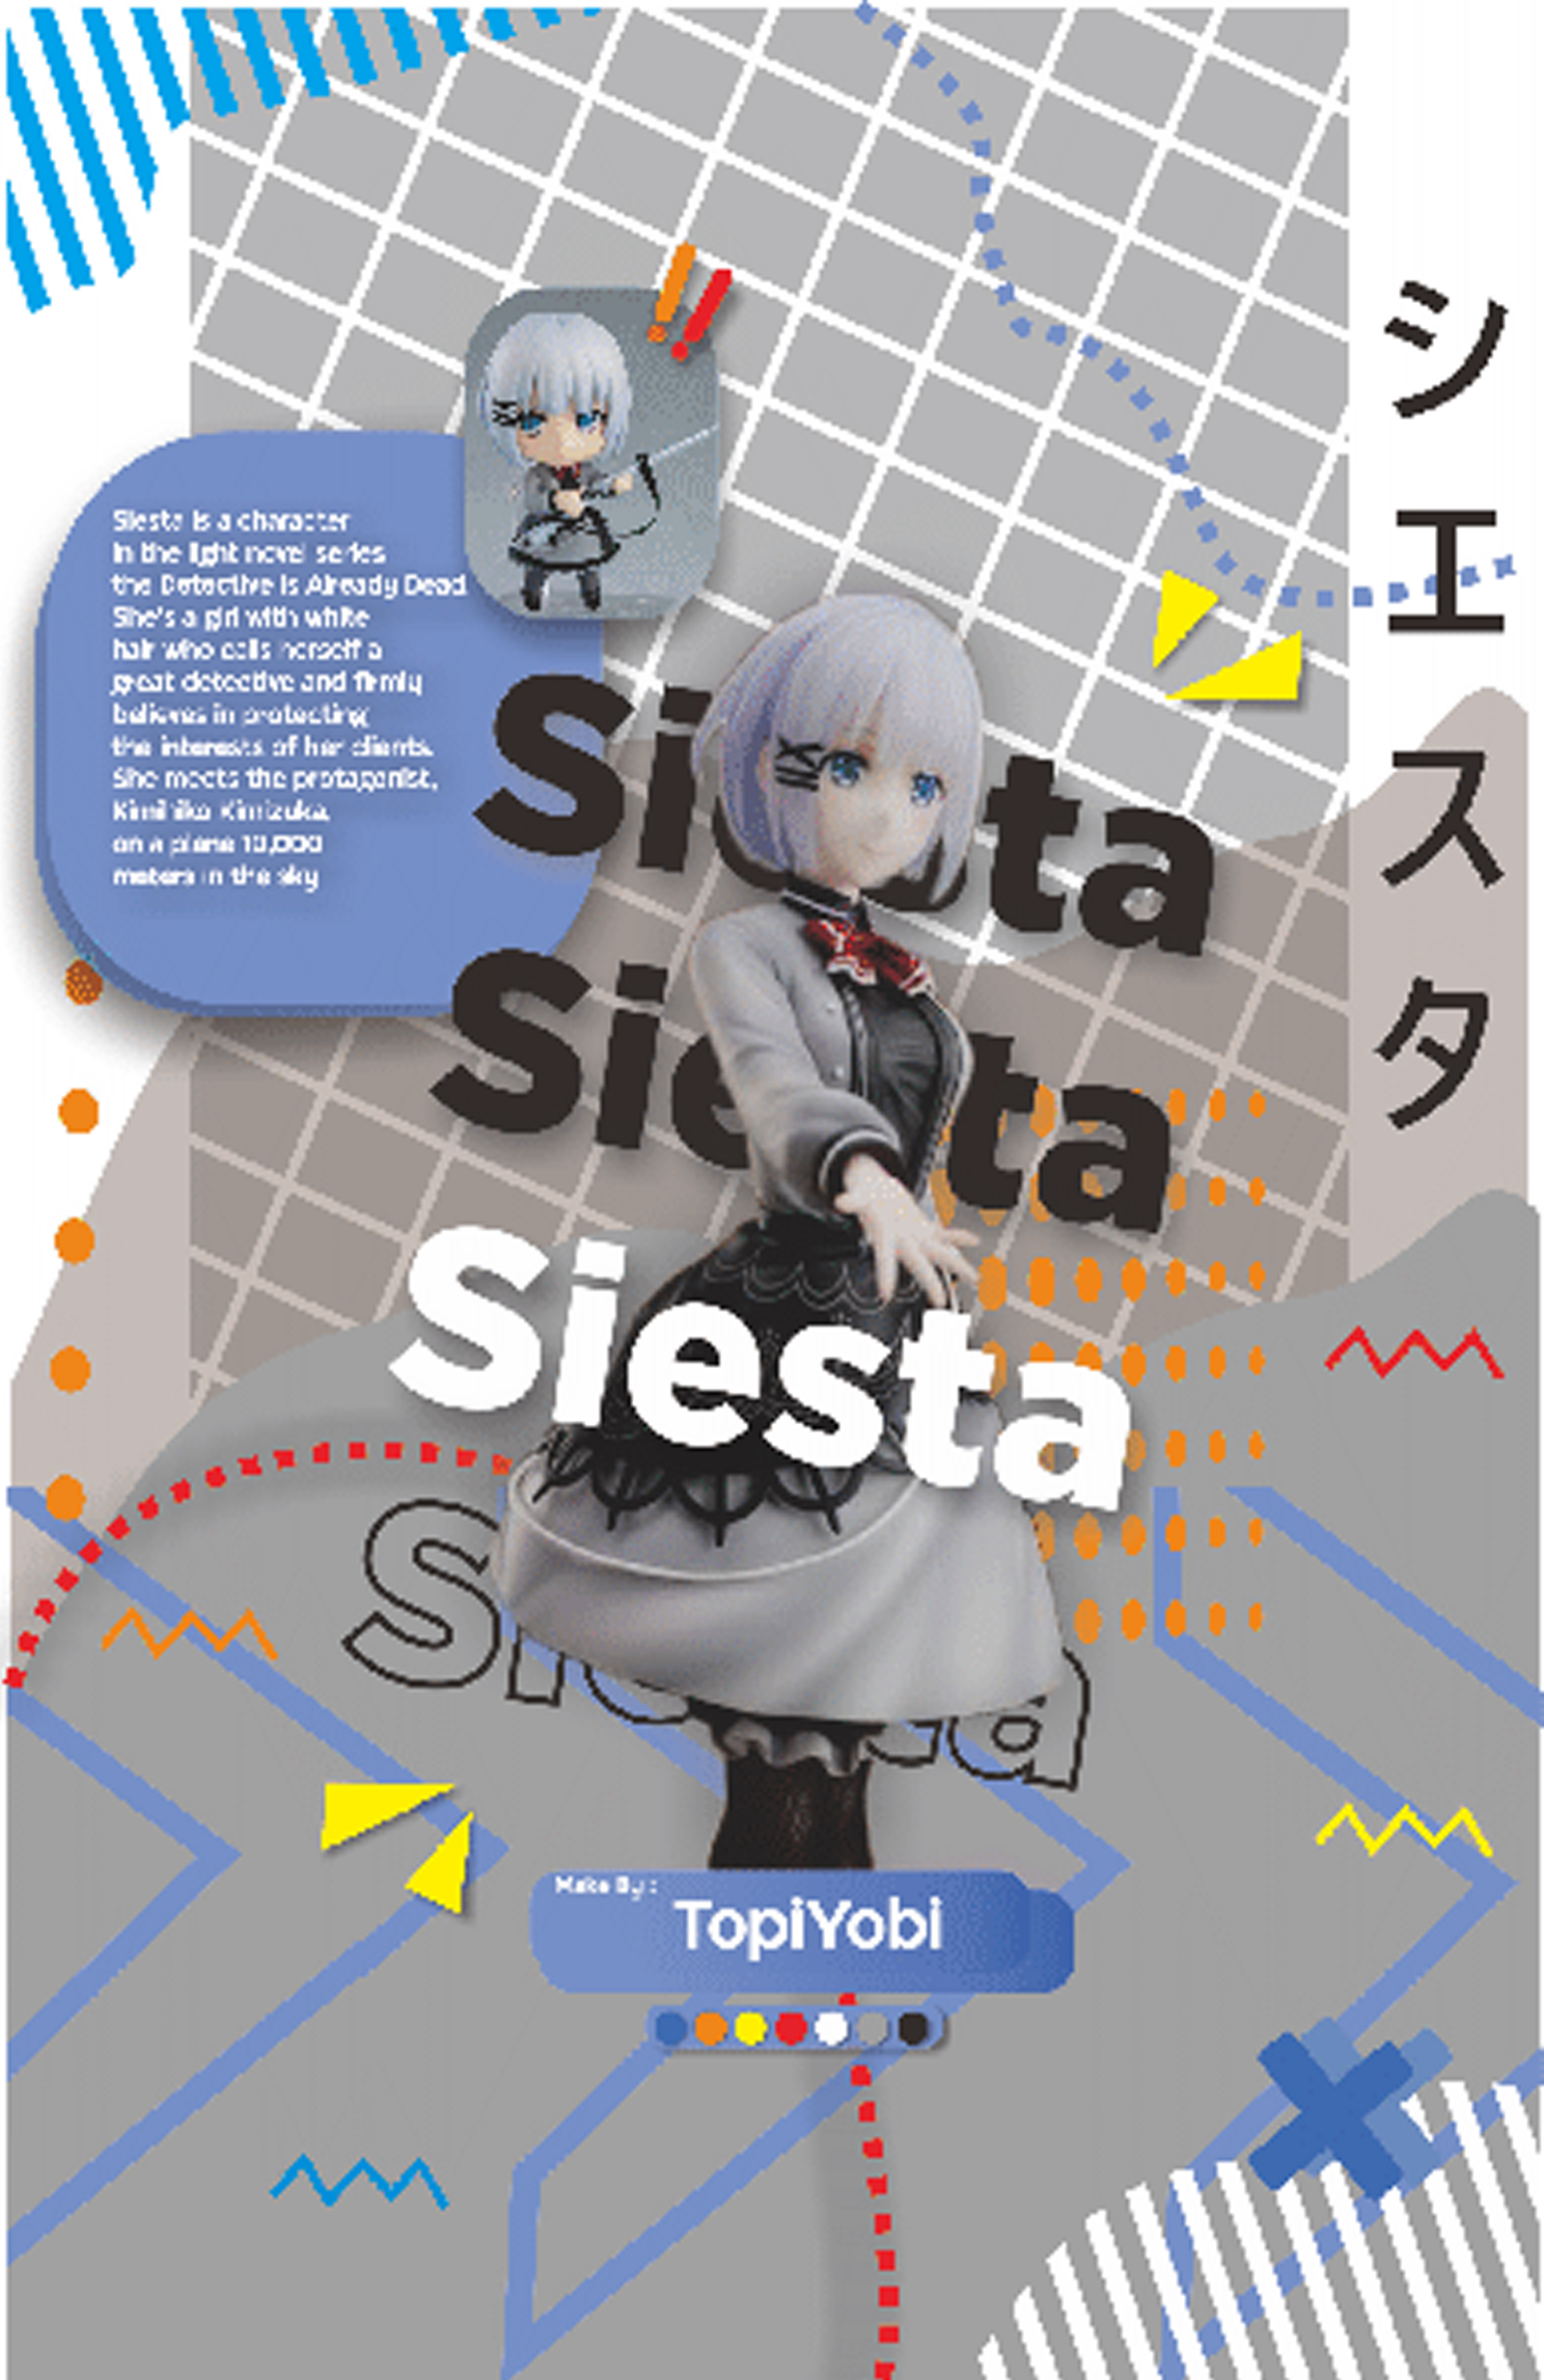 シエスタ
Siesta is a character
in the light novel series
the Detective is Already Dead
She's a girl with white
hair who calls herself a
great detective and firmly
believes in protecting
the interests of her clients.
She meets the protagonist,
Kimihiko Kimizuka,
on a plane 10,000
meters in the sky
Siesta
Siesta
Siesta
Siesta
Make By :
TopiYobi